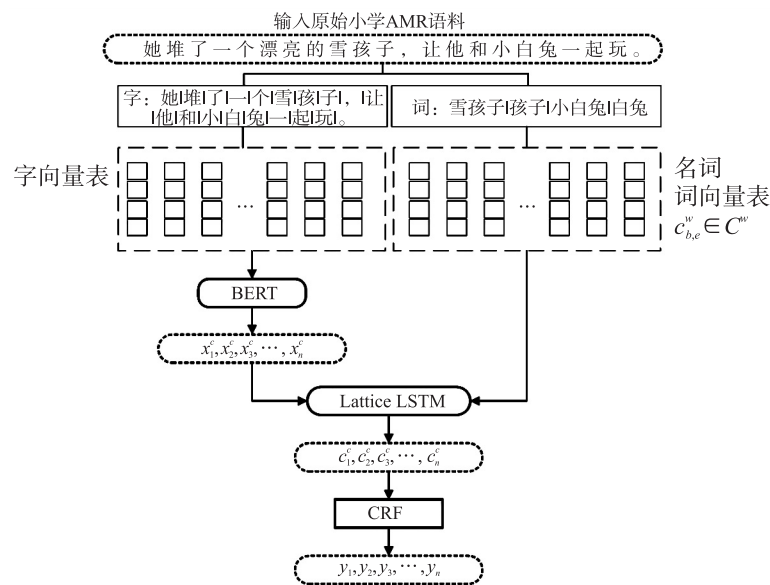 输入原始小学AMR语料
她堆了一个漂亮的雪孩子，让他和小白兔一起玩。
字：她|堆|了|一|个|雪|孩|子|，|让
|他|和|小|白|兔|一|起|玩|。
词：雪孩子|孩子|小白兔|白兔
字向量表
...
...
名词
词向量表
c^w_{b,e}∈C^w
BERT
x^c_1,x^c_2,x^c_3,⋯,x^c_n
Lattice LSTM
c^c_1,c^c_2,c^c_3,⋯,c^c_n
CRF
y_1,y_2,y_3,⋯,y_n